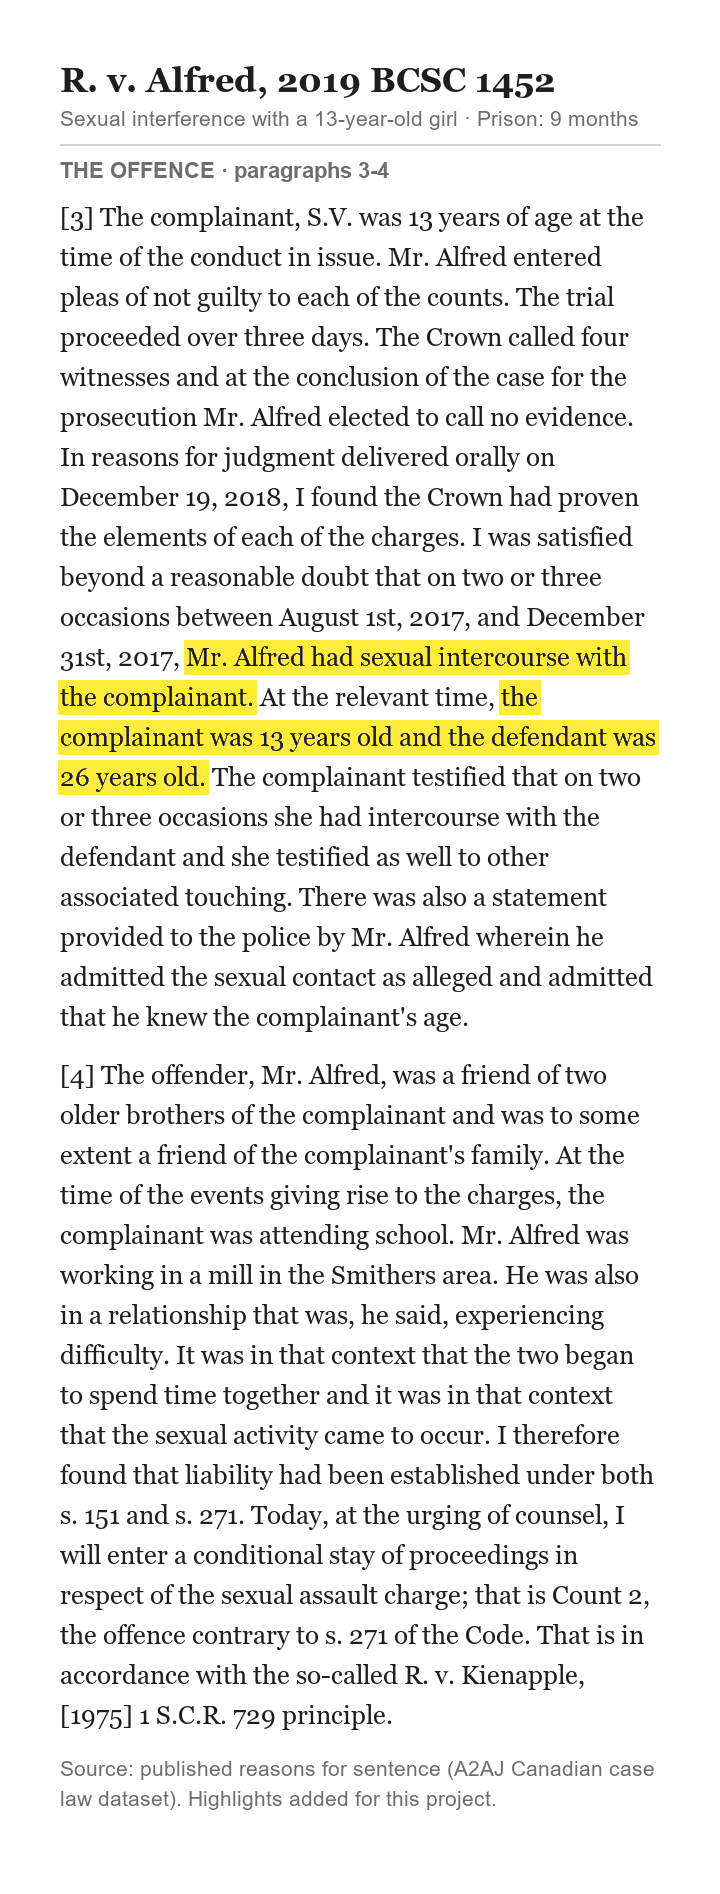 R. v. Alfred, 2019 BCSC 1452
Sexual interference with a 13-year-old girl · Prison: 9 months
THE OFFENCE · paragraphs 3-4
[3] The complainant, S.V. was 13 years of age at the
time of the conduct in issue. Mr. Alfred entered
pleas of not guilty to each of the counts. The trial
proceeded over three days. The Crown called four
witnesses and at the conclusion of the case for the
prosecution Mr. Alfred elected to call no evidence.
In reasons for judgment delivered orally on
December 19, 2018, I found the Crown had proven
the elements of each of the charges. I was satisfied
beyond a reasonable doubt that on two or three
occasions between August 1st, 2017, and December
31st, 2017, Mr. Alfred had sexual intercourse with
the complainant. At the relevant time, the
complainant was 13 years old and the defendant was
26 years old. The complainant testified that on two
or three occasions she had intercourse with the
defendant and she testified as well to other
associated touching. There was also a statement
provided to the police by Mr. Alfred wherein he
admitted the sexual contact as alleged and admitted
that he knew the complainant's age.
[4] The offender, Mr. Alfred, was a friend of two
older brothers of the complainant and was to some
extent a friend of the complainant's family. At the
time of the events giving rise to the charges, the
complainant was attending school. Mr. Alfred was
working in a mill in the Smithers area. He was also
in a relationship that was, he said, experiencing
difficulty. It was in that context that the two began
to spend time together and it was in that context
that the sexual activity came to occur. I therefore
found that liability had been established under both
s. 151 and s. 271. Today, at the urging of counsel, I
will enter a conditional stay of proceedings in
respect of the sexual assault charge; that is Count 2,
the offence contrary to s. 271 of the Code. That is in
accordance with the so-called R. v. Kienapple,
[1975] 1 S.C.R. 729 principle.
Source: published reasons for sentence (A2AJ Canadian case
law dataset). Highlights added for this project.